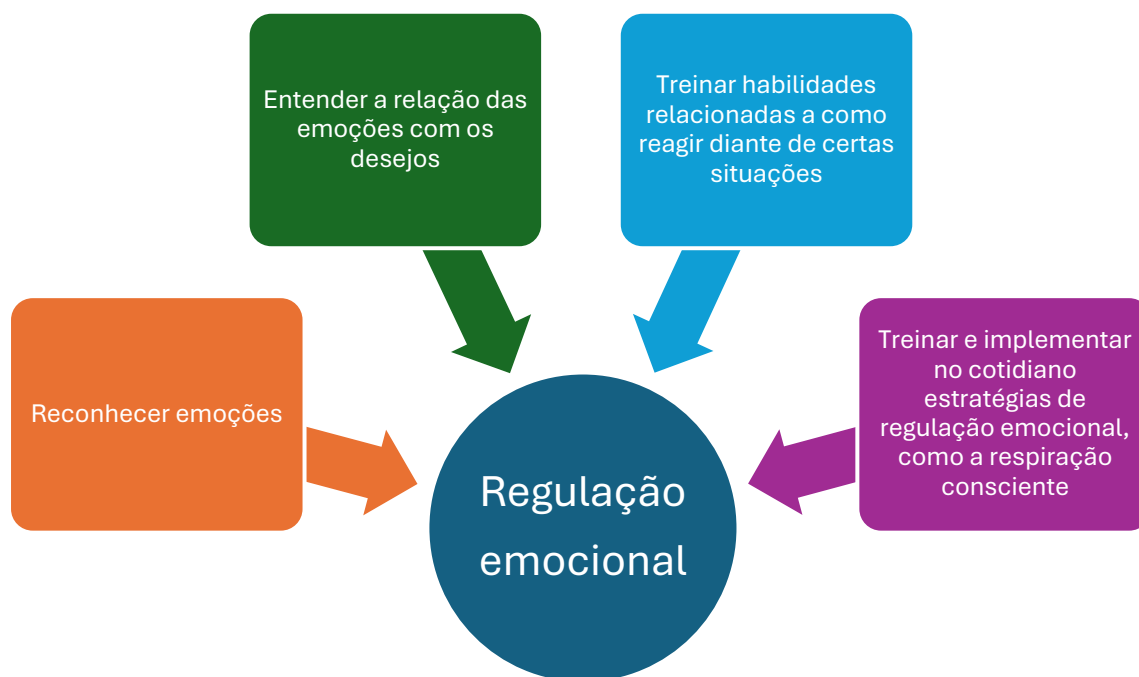 Entender a relação das
emoções com os
desejos
Treinar habilidades
relacionadas a como
reagir diante de certas
situações
Reconhecer emoções
Treinar e implementar
no cotidiano
estratégias de
regulação emocional,
como a respiração
consciente
Regulação
emocional